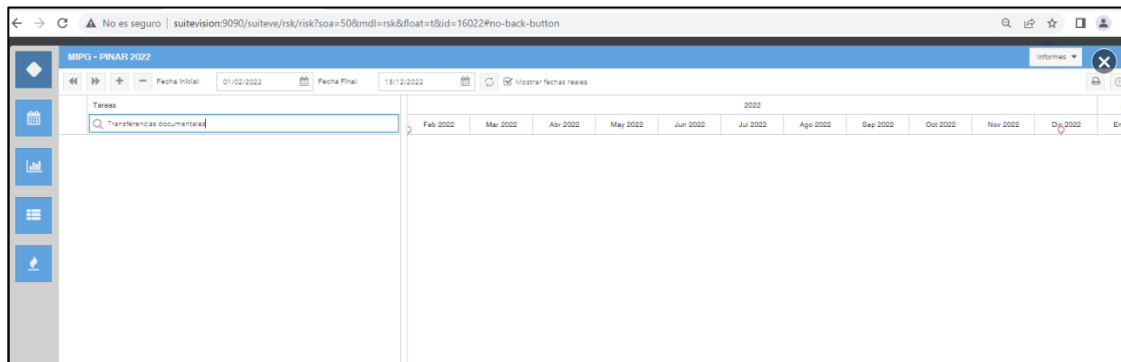 No es seguro | suitevision:9090/suiteve/rsk/risk?soa=50&mdl=rsk&float=t&id=16022#no-back-button
MIPG - PINAR 2022
Informes
Fecha Inicial: 01/02/2022 Fecha Final: 13/12/2022 Mostrar fechas reales
Tareas
2022
Transferencias documentales
Feb 2022 Mar 2022 Abr 2022 May 2022 Jun 2022 Jul 2022 Ago 2022 Sep 2022 Oct 2022 Nov 2022 Dic 2022 En